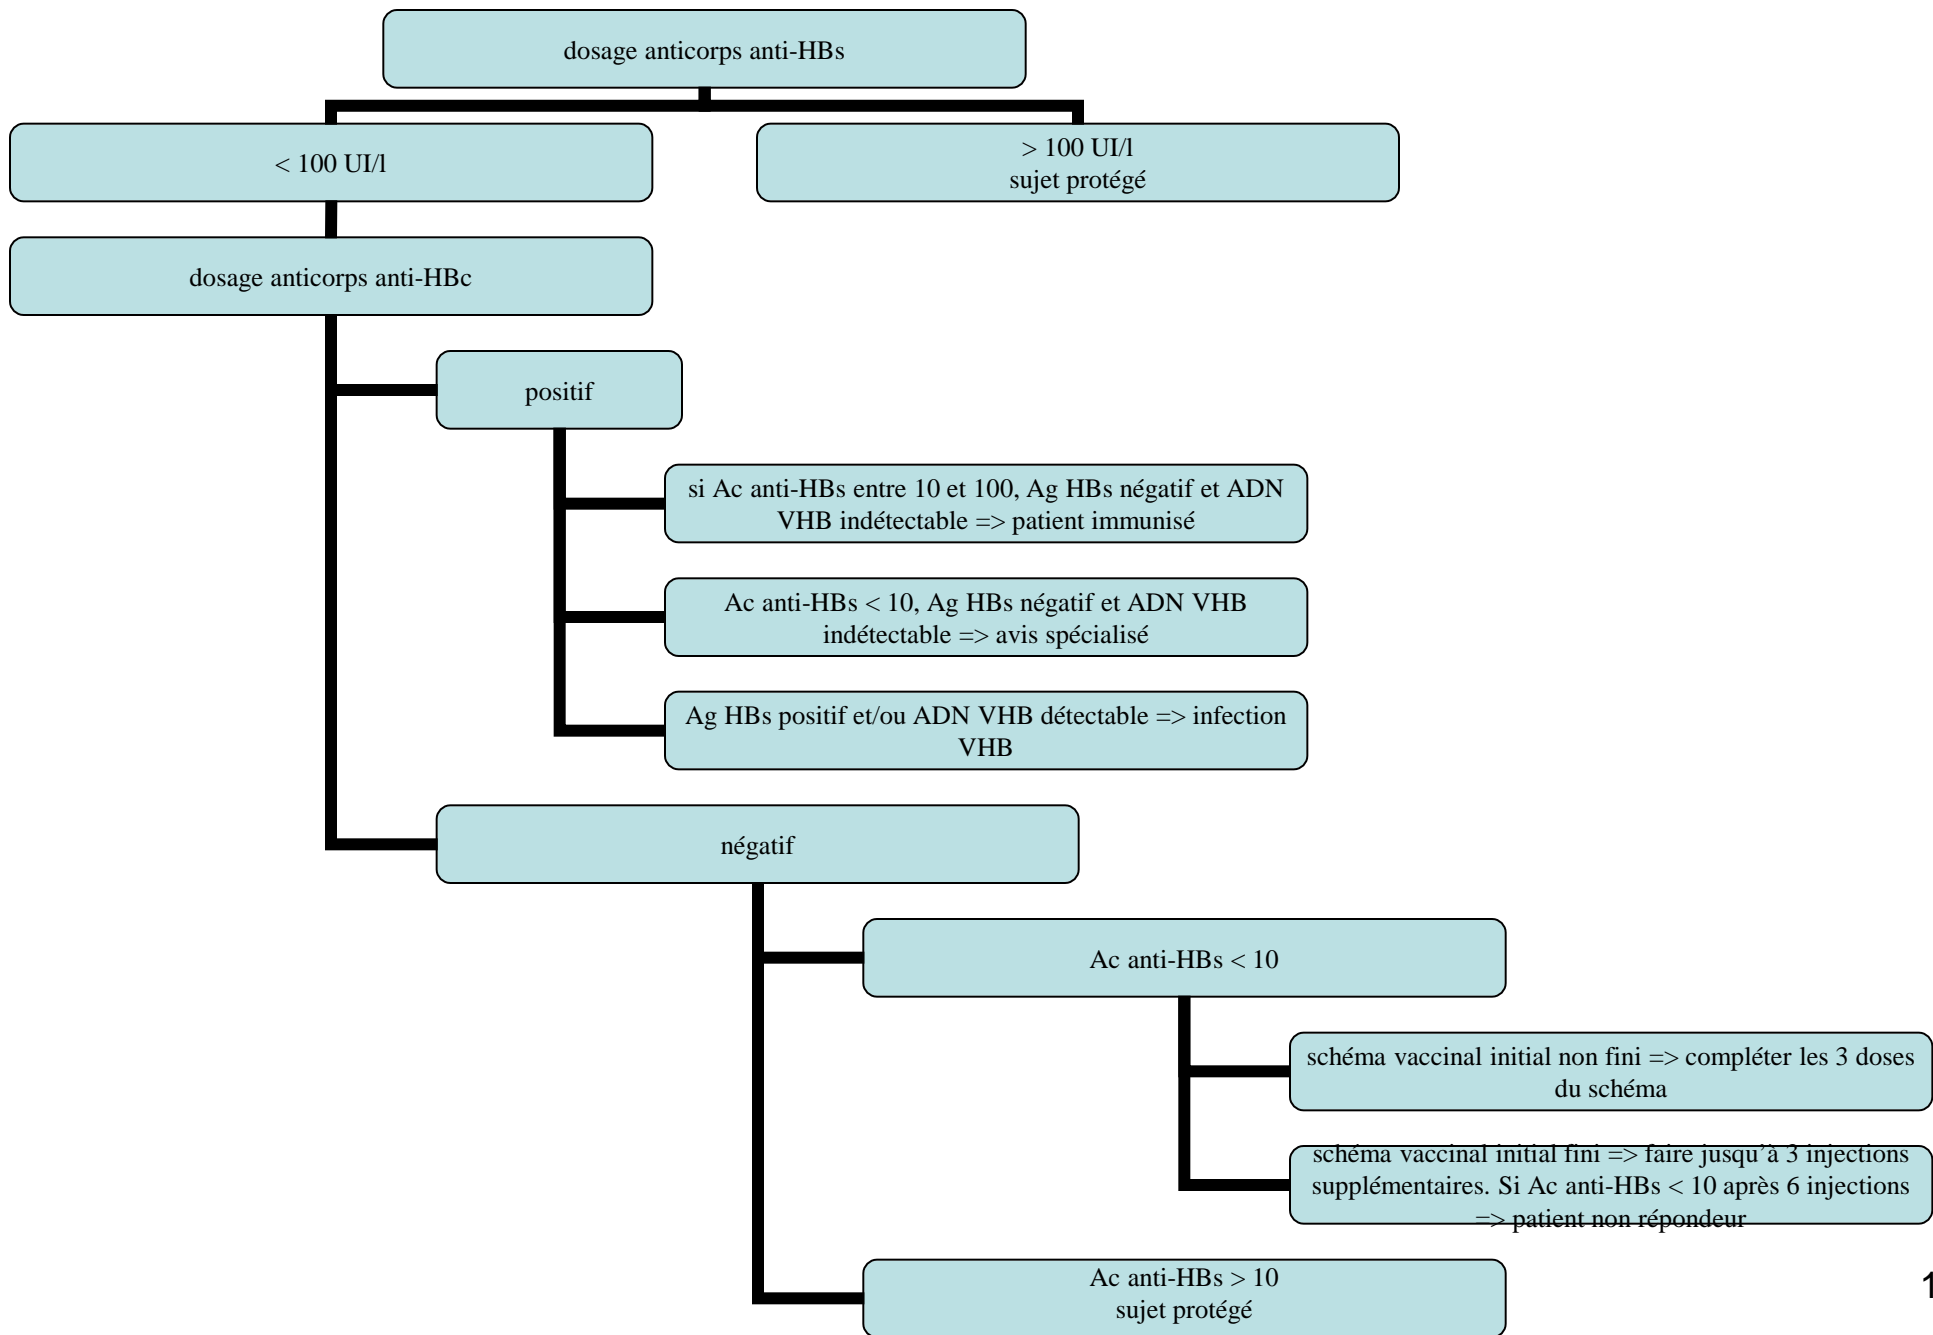 dosage anticorps anti-HBs
< 100 UI/l
> 100 UI/l
sujet protégé
dosage anticorps anti-HBc
positif
si Ac anti-HBs entre 10 et 100, Ag HBs négatif et ADN
VHB indétectable => patient immunisé
Ac anti-HBs < 10, Ag HBs négatif et ADN VHB
indétectable => avis spécialisé
Ag HBs positif et/ou ADN VHB détectable => infection
VHB
négatif
Ac anti-HBs < 10
schéma vaccinal initial non fini => compléter les 3 doses
du schéma
schéma vaccinal initial fini => faire jusqu’à 3 injections
supplémentaires. Si Ac anti-HBs < 10 après 6 injections
=> patient non répondeur
Ac anti-HBs > 10
sujet protégé
1